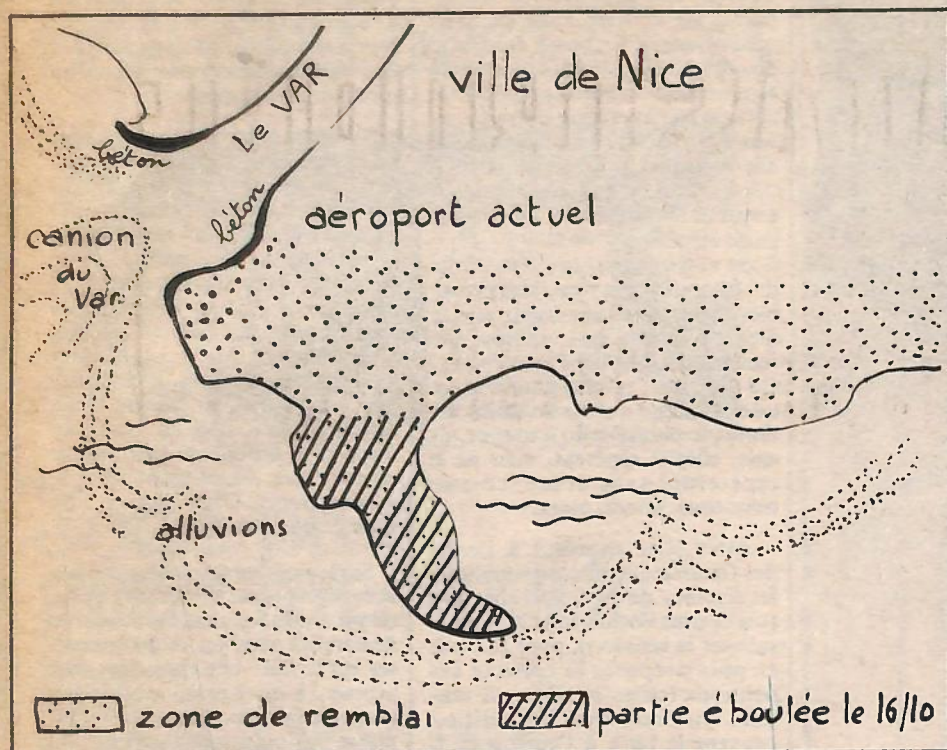 ville de Nice
Le VAR
béton
béton
aéroport actuel
canion
du
Var
alluvions
zone de remblai
partie éboulée le 16/10